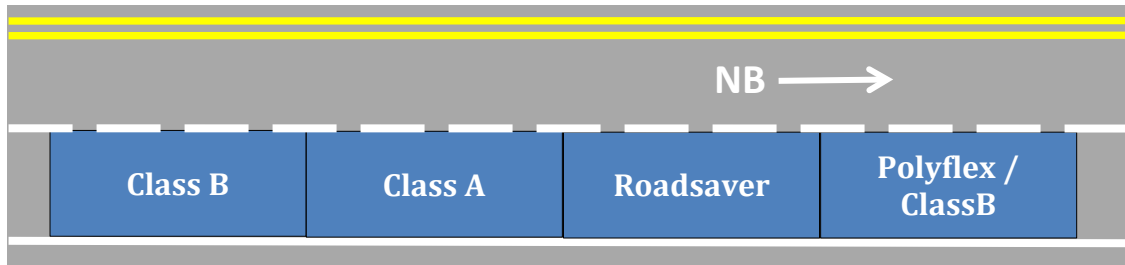 NB
Class B
Class A
Roadsaver
Polyflex /
ClassB